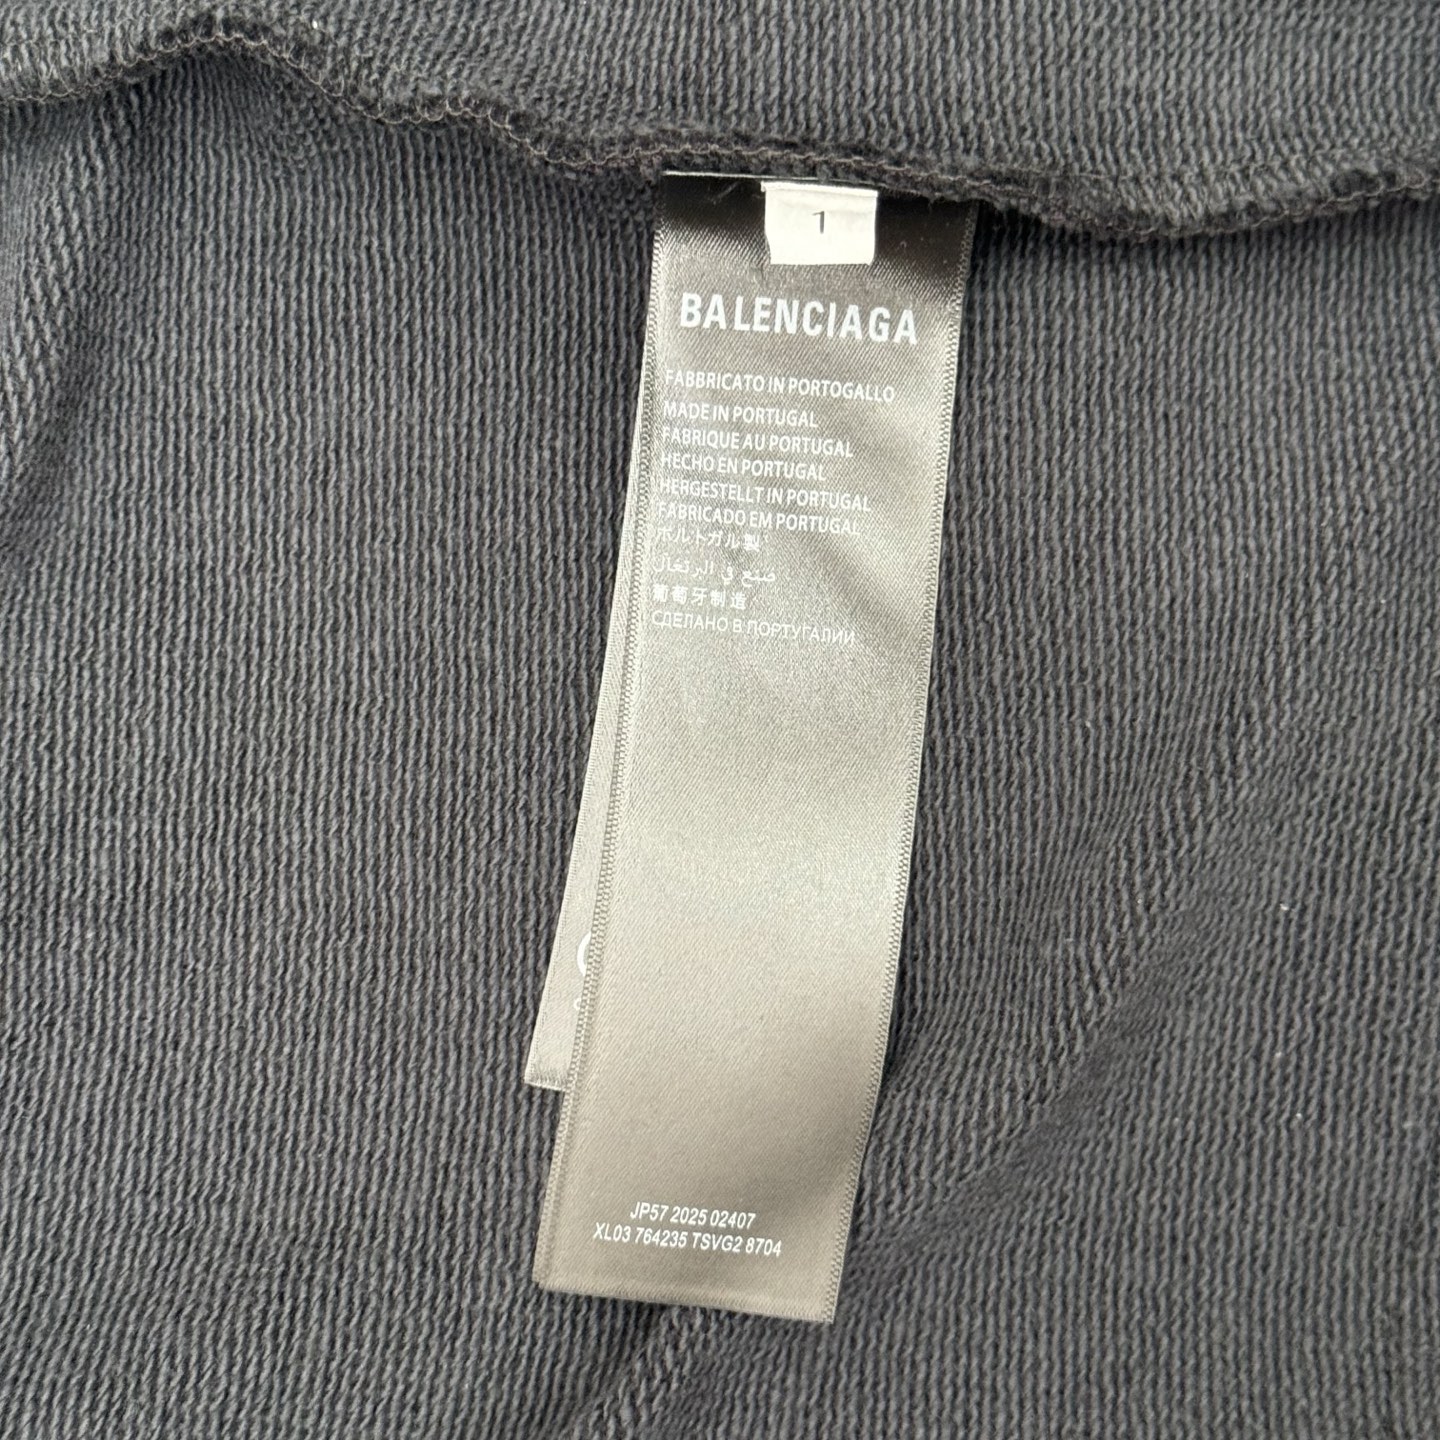 1
BALENCIAGA
FABBRICATO IN PORTOGALLO
MADE IN PORTUGAL
FABRIQUE AU PORTUGAL
HECHO EN PORTUGAL
HERGESTELLT IN PORTUGAL
FABRICADO EM PORTUGAL
ポルトガル製
صنع في البرتغال
葡萄牙制造
СДЕЛАНО В ПОРТУГАЛИИ
JP57 2025 02407
XL03 764235 TSVG2 8704